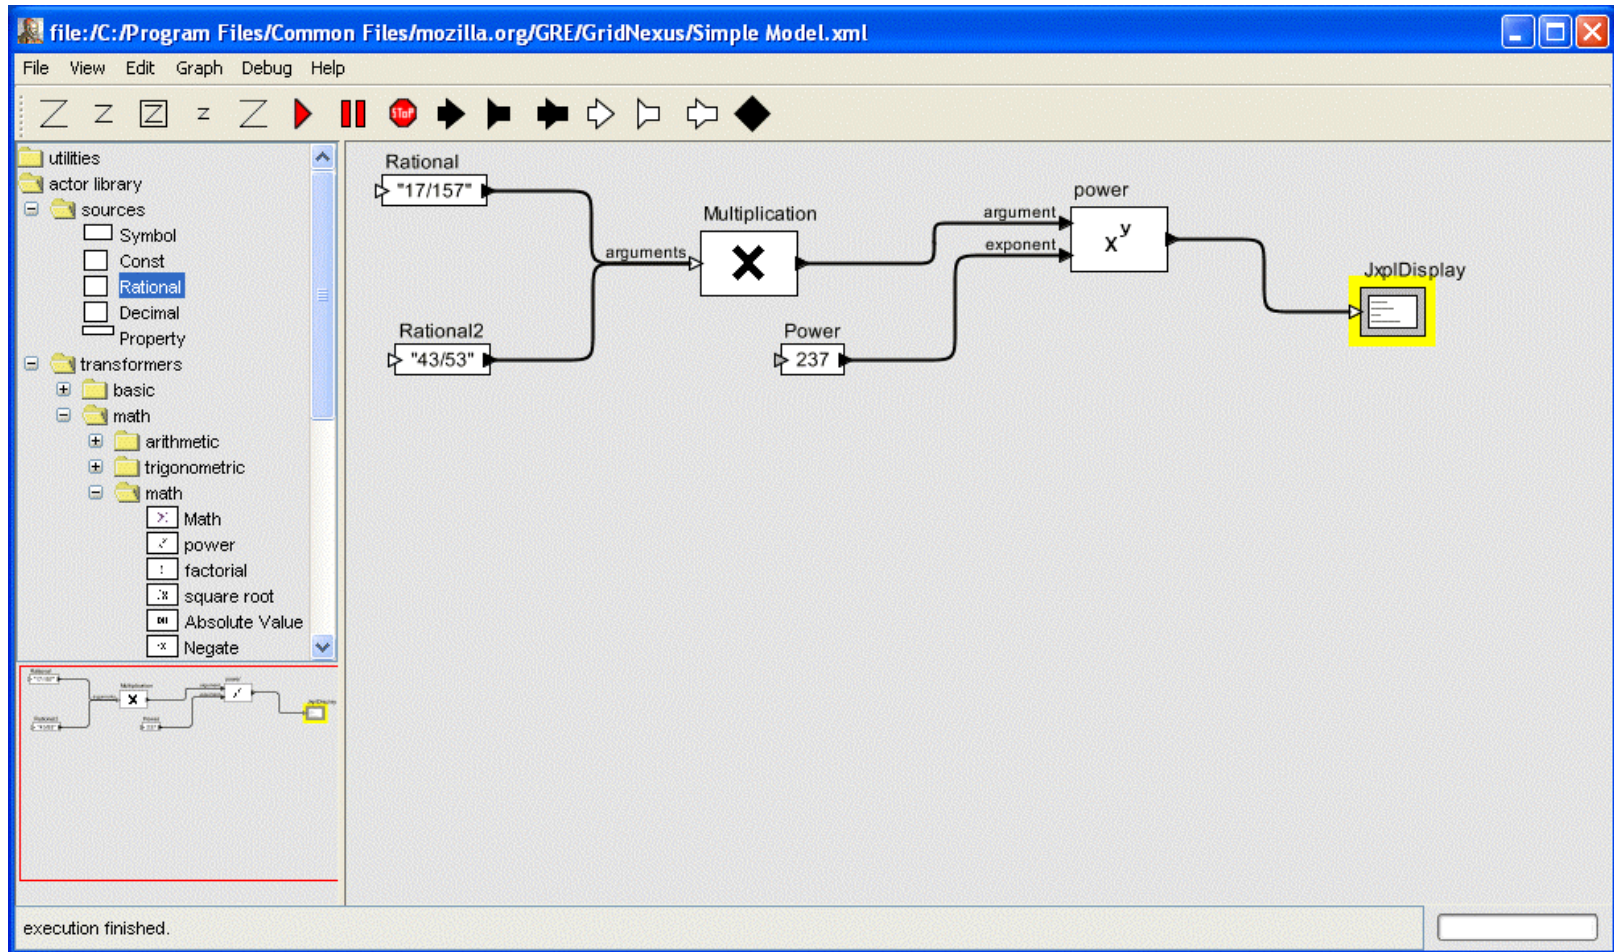 file:/C:/Program Files/Common Files/mozilla.org/GRE/GridNexus/Simple Model.xml
File View Edit Graph Debug Help
STOP
utilities
actor library
sources
Symbol
Const
Rational
Decimal
Property
transformers
basic
math
arithmetic
trigonometric
math
Math
power
factorial
square root
Absolute Value
Negate
Rational
"17/157"
Rational2
"43/53"
arguments
Multiplication
×
Power
237
argument
exponent
power
x^y
JxplDisplay
execution finished.